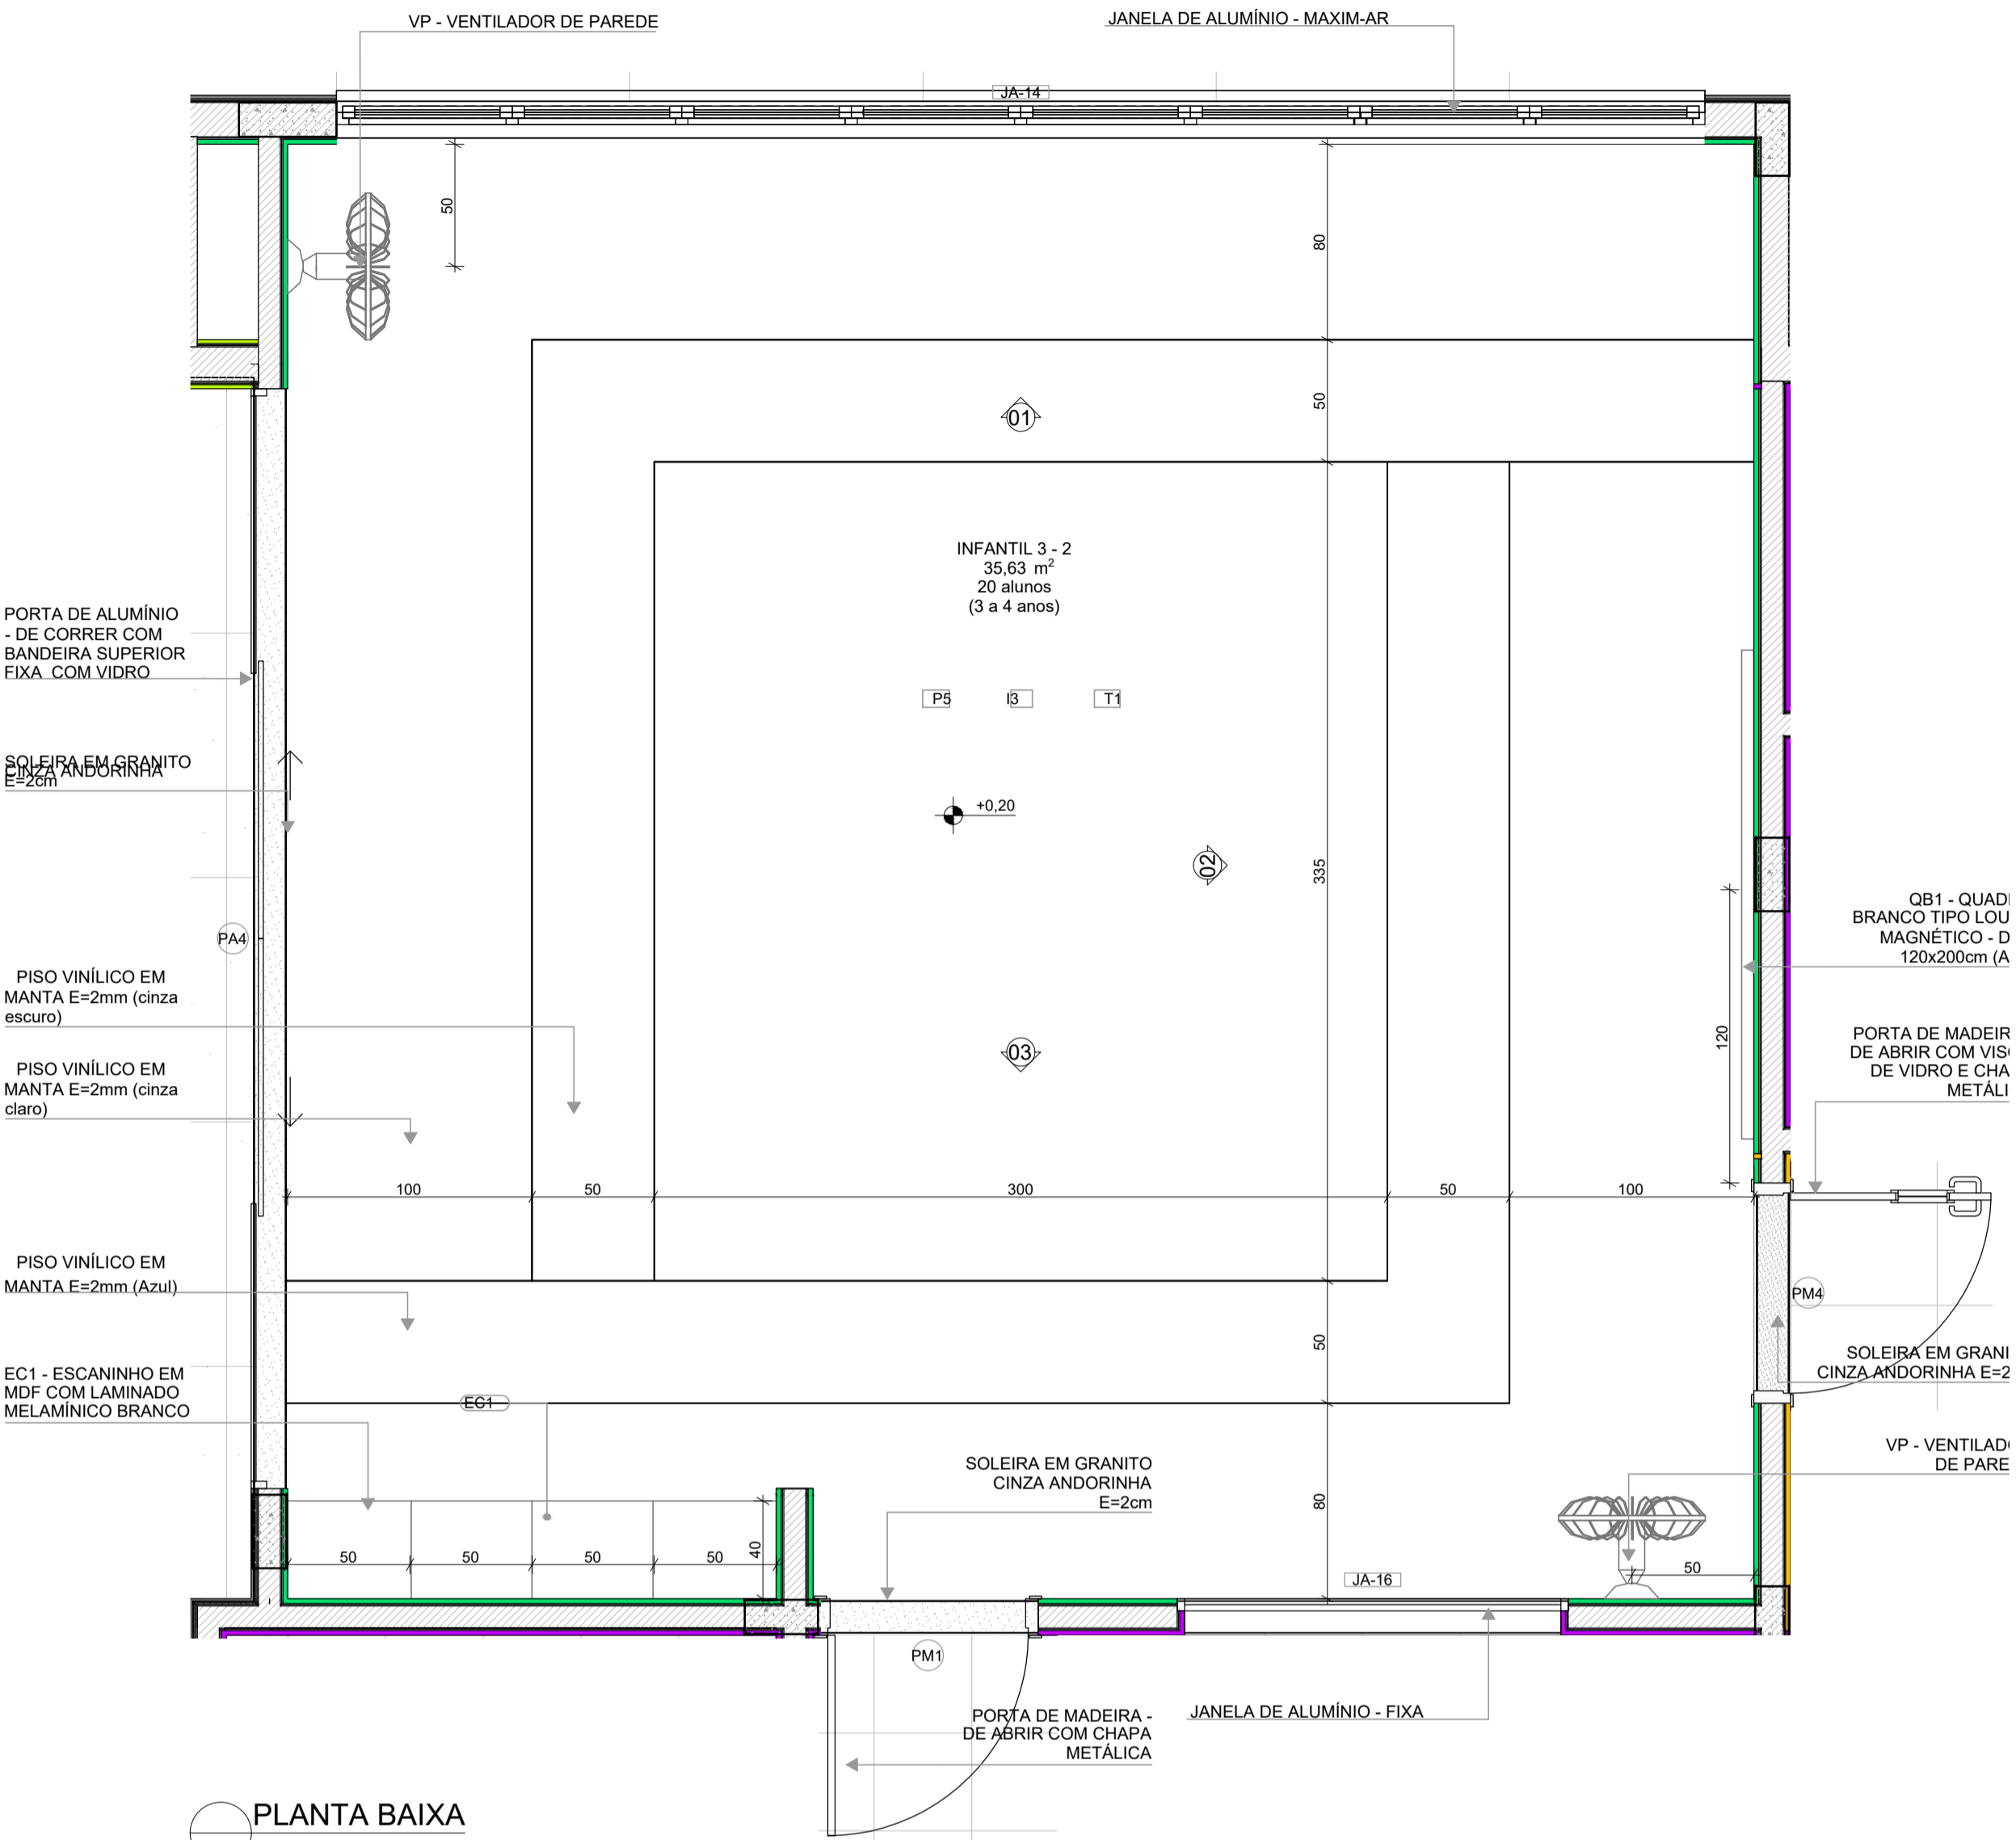 VP - VENTILADOR DE PAREDE
JANELA DE ALUMÍNIO - MAXIM-AR
JA-14
50
80
50
01
INFANTIL 3 - 2
35,63 m²
20 alunos
(3 a 4 anos)
PORTA DE ALUMÍNIO
- DE CORRER COM
BANDEIRA SUPERIOR
FIXA COM VIDRO
P5
I3
T1
SOLEIRA EM GRANITO
CINZA ANDORINHA
E=2cm
+0,20
02
335
QB1 - QUAD
BRANCO TIPO LOU
MAGNÉTICO - D
120x200cm (A
PA4
PISO VINÍLICO EM
MANTA E=2mm (cinza
escuro)
120
03
PORTA DE MADEIR
DE ABRIR COM VIS
DE VIDRO E CHA
METÁLI
PISO VINÍLICO EM
MANTA E=2mm (cinza
claro)
100
50
300
50
100
PISO VINÍLICO EM
MANTA E=2mm (Azul)
PM4
50
SOLEIRA EM GRANI
CINZA ANDORINHA E=2
EC1 - ESCANINHO EM
MDF COM LAMINADO
MELAMÍNICO BRANCO
EC1
VP - VENTILAD
DE PARE
SOLEIRA EM GRANITO
CINZA ANDORINHA
E=2cm
80
50
50
50
50
40
50
JA-16
PM1
PORTA DE MADEIRA -
DE ABRIR COM CHAPA
METÁLICA
JANELA DE ALUMÍNIO - FIXA
PLANTA BAIXA